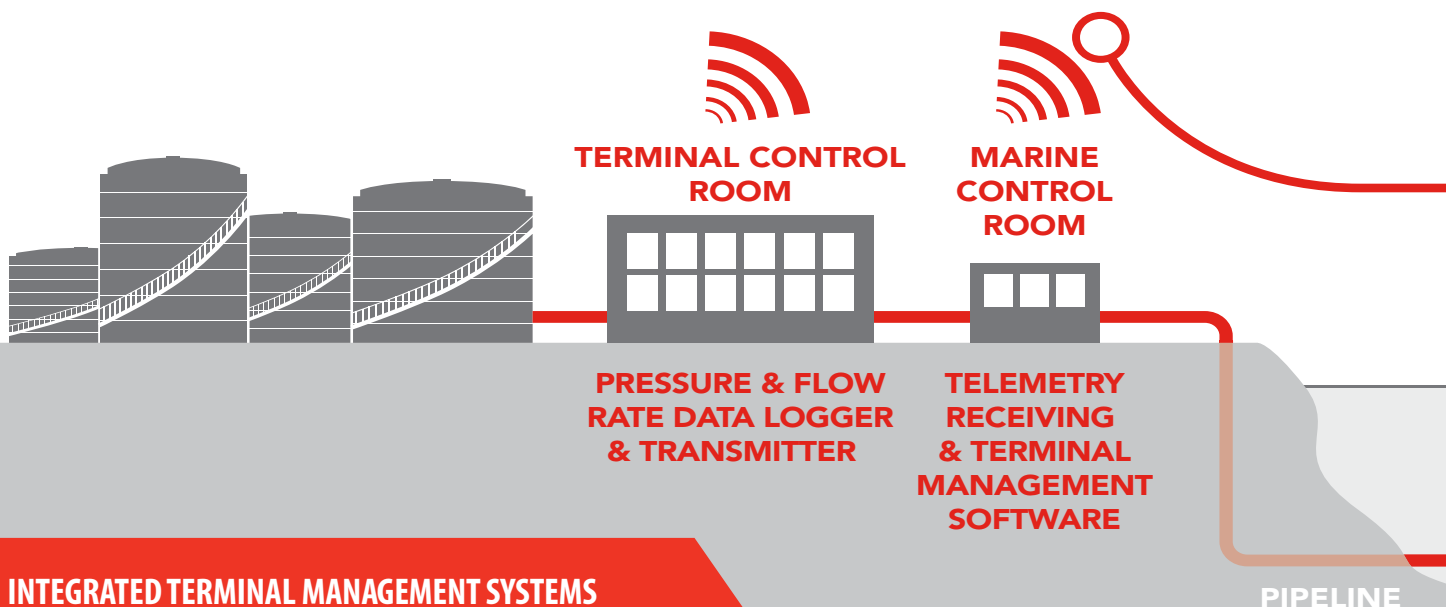 TERMINAL CONTROL
ROOM
MARINE
CONTROL
ROOM
PRESSURE & FLOW
RATE DATA LOGGER
& TRANSMITTER
TELEMETRY
RECEIVING
& TERMINAL
MANAGEMENT
SOFTWARE
INTEGRATED TERMINAL MANAGEMENT SYSTEMS
PIPELINE